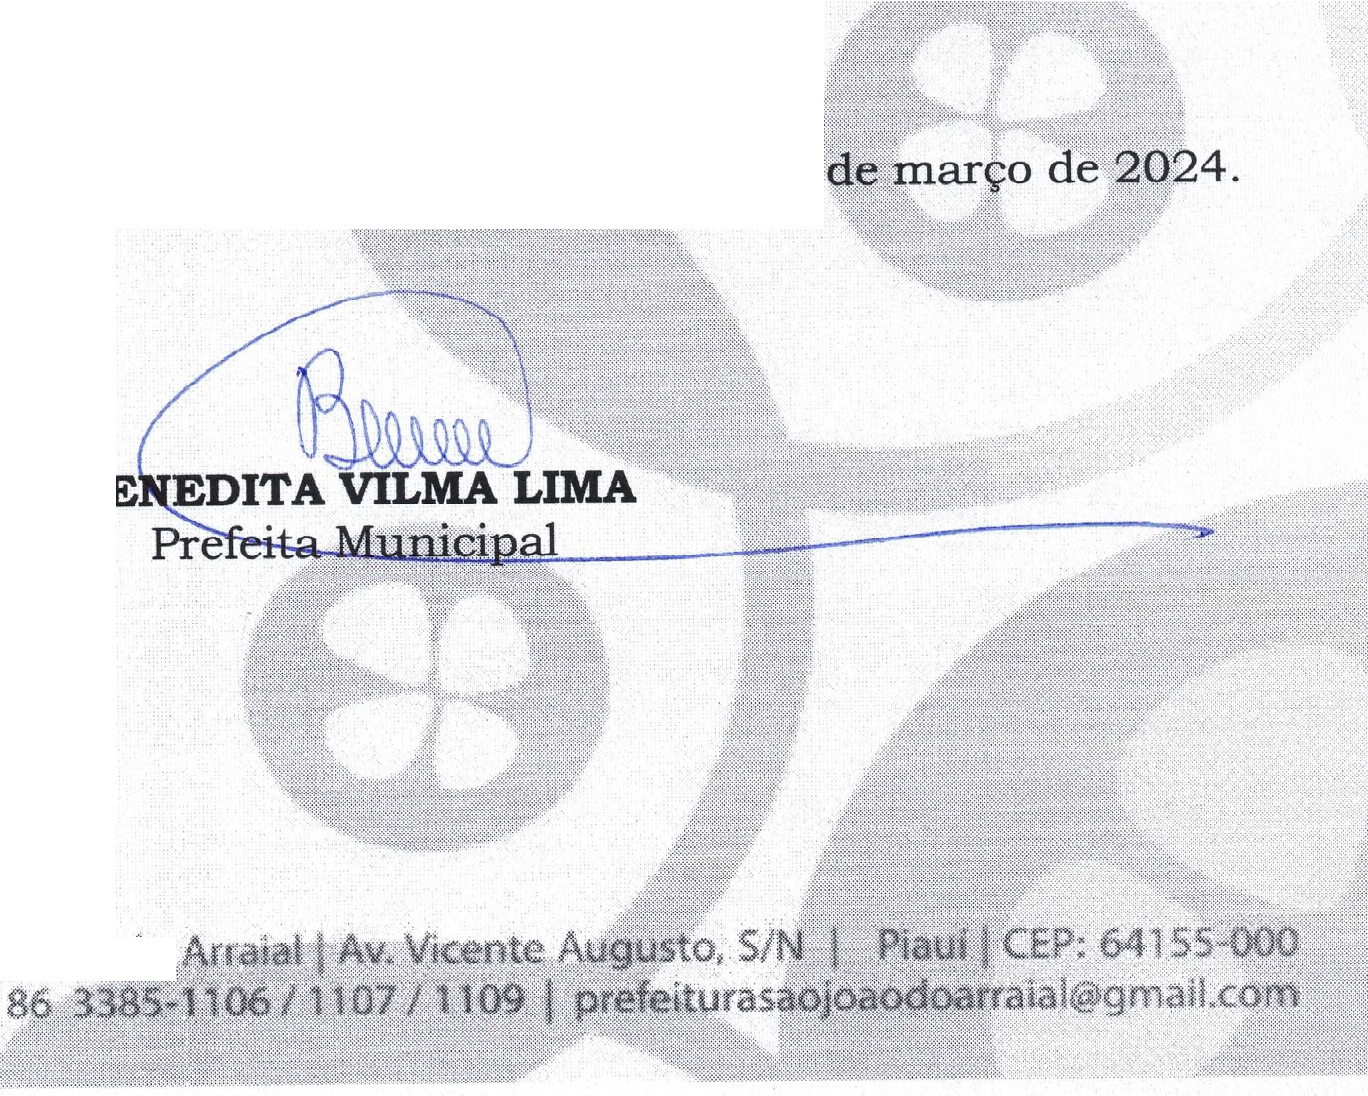 de março de 2024.
ENEDITA VILMA LIMA
Prefeita Municipal
Arraial | Av. Vicente Augusto, S/N | Piauí | CEP: 64155-000
86 3385-1106 / 1107 / 1109 | prefeiturasaojoaodoarraial@gmail.com